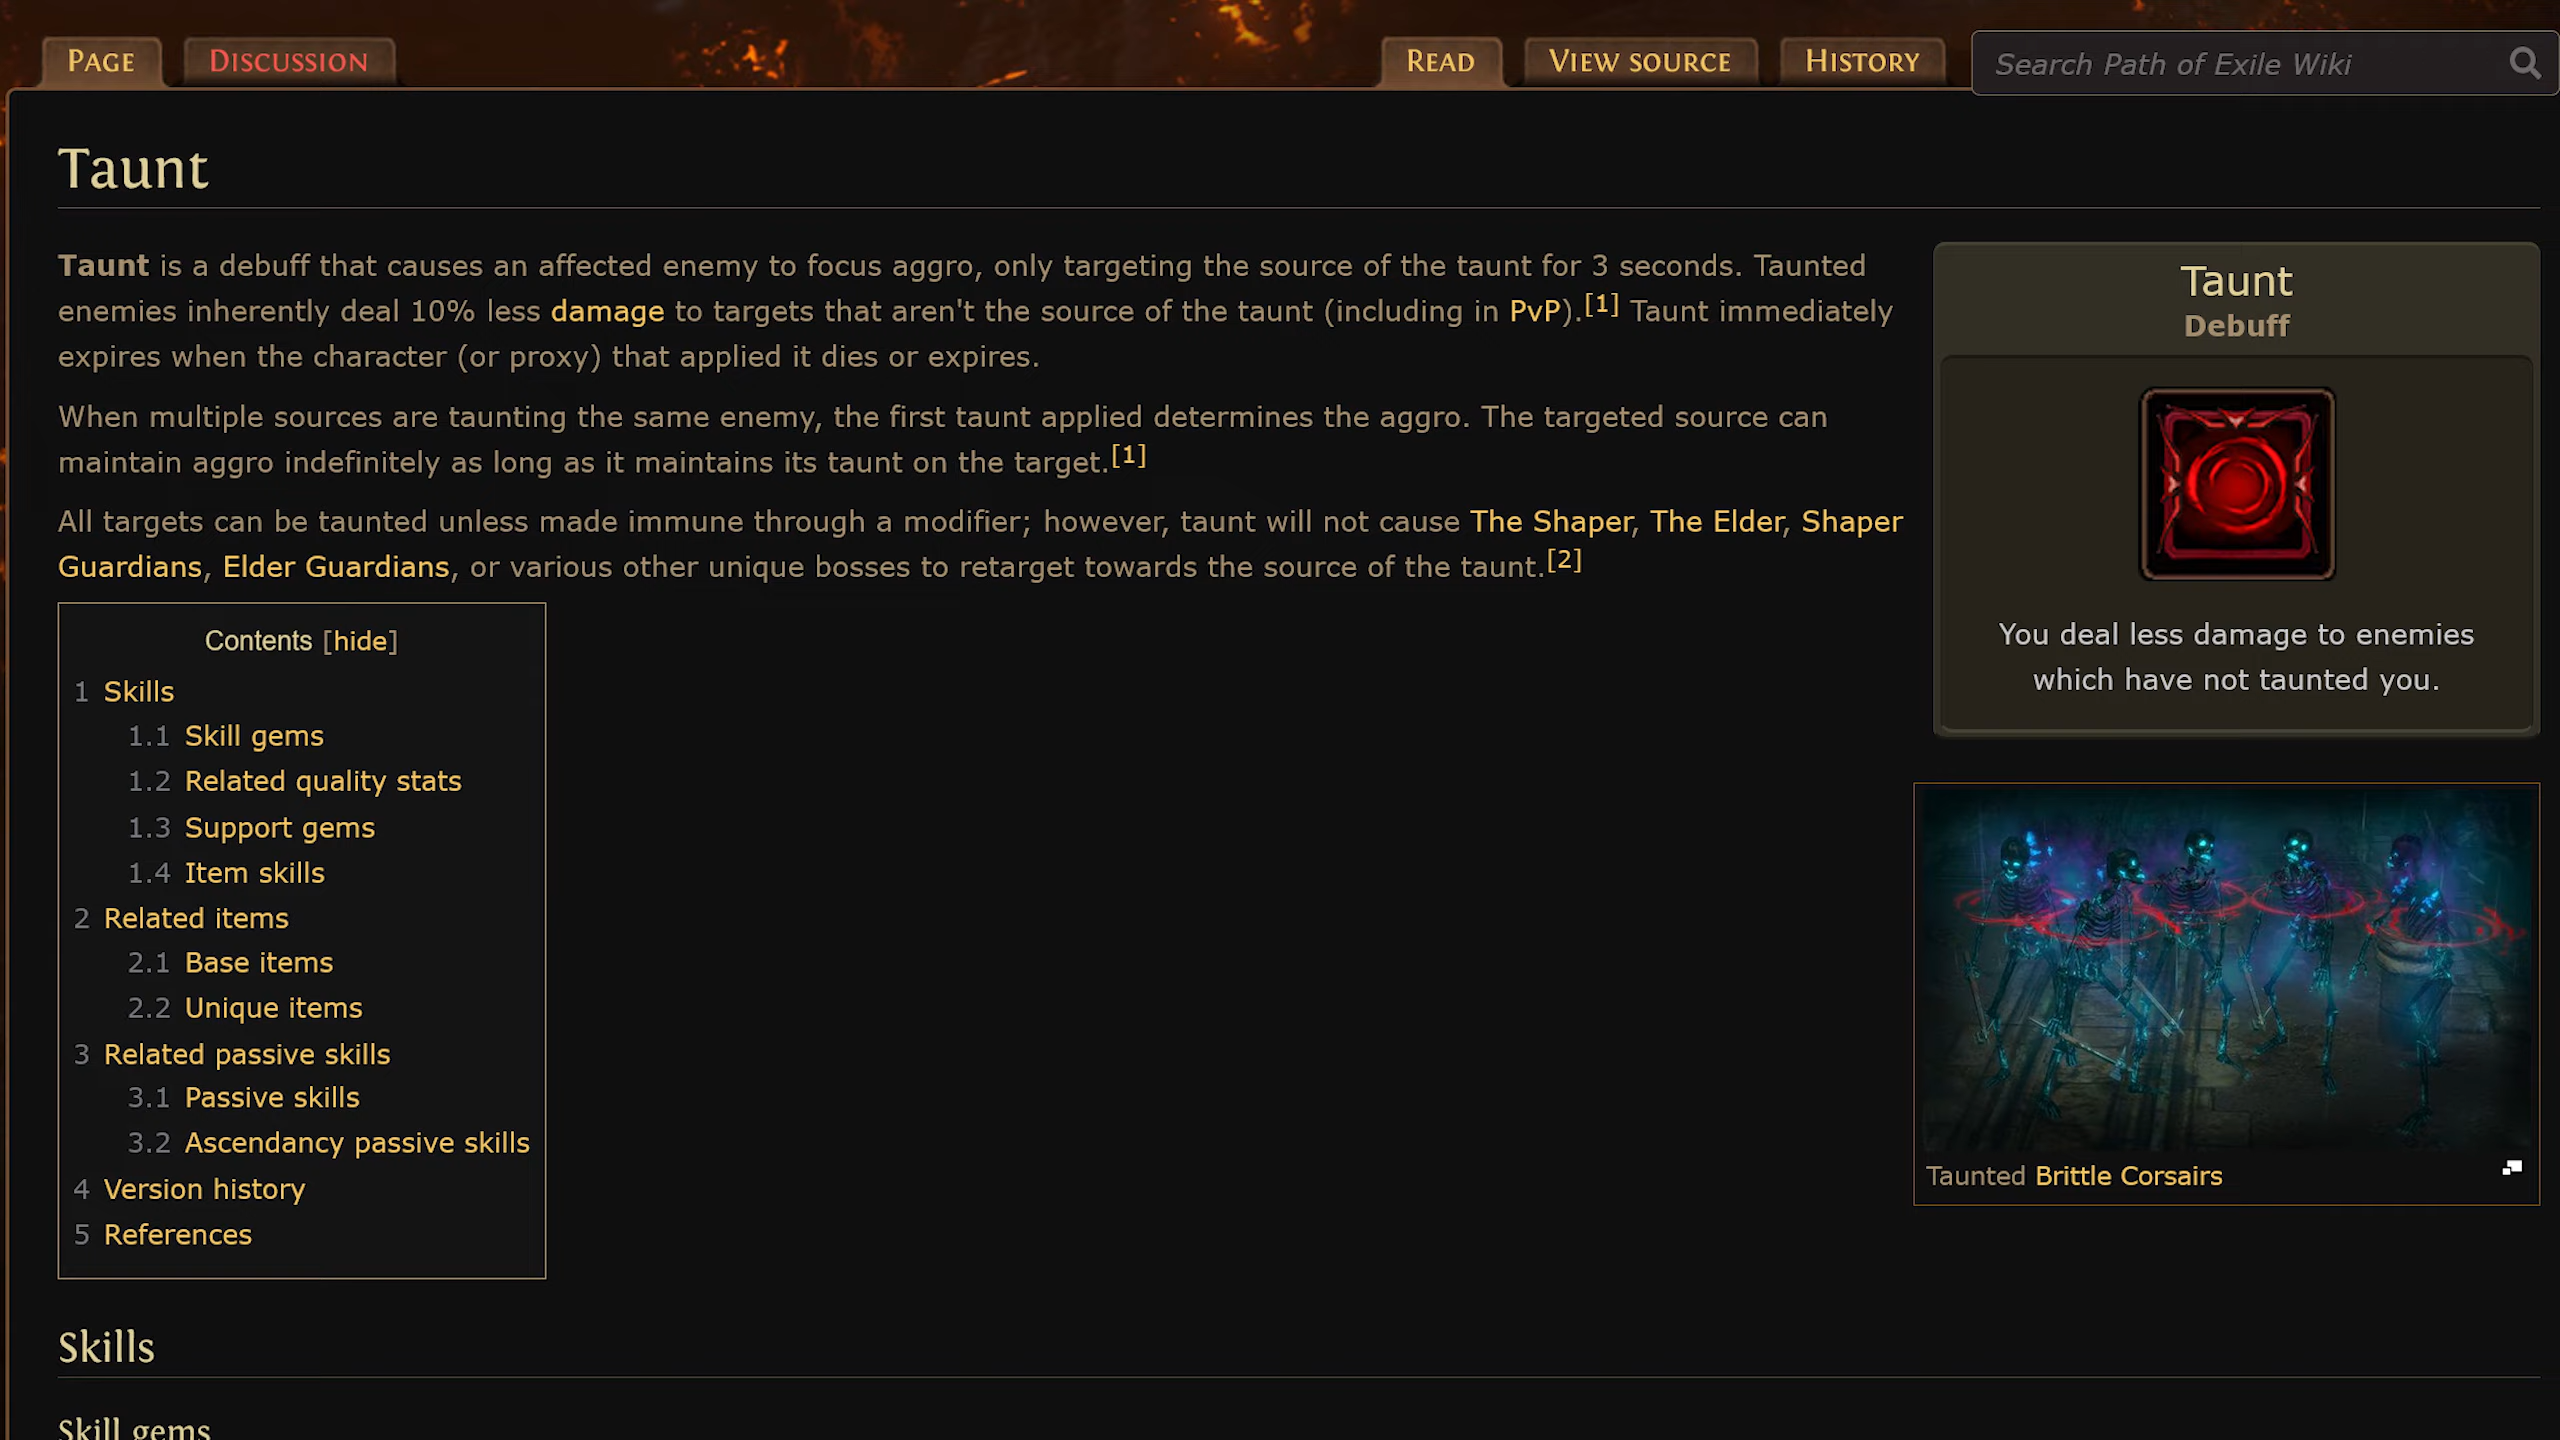 PAGE
DISCUSSION
READ
VIEW SOURCE
HISTORY
Search Path of Exile Wiki
Taunt
Taunt is a debuff that causes an affected enemy to focus aggro, only targeting the source of the taunt for 3 seconds. Taunted
enemies inherently deal 10% less damage to targets that aren't the source of the taunt (including in PvP).[1] Taunt immediately
expires when the character (or proxy) that applied it dies or expires.
When multiple sources are taunting the same enemy, the first taunt applied determines the aggro. The targeted source can
maintain aggro indefinitely as long as it maintains its taunt on the target.[1]
All targets can be taunted unless made immune through a modifier; however, taunt will not cause The Shaper, The Elder, Shaper
Guardians, Elder Guardians, or various other unique bosses to retarget towards the source of the taunt.[2]
Taunt
Debuff
You deal less damage to enemies
which have not taunted you.
Taunted Brittle Corsairs
Contents [hide]
1 Skills
1.1 Skill gems
1.2 Related quality stats
1.3 Support gems
1.4 Item skills
2 Related items
2.1 Base items
2.2 Unique items
3 Related passive skills
3.1 Passive skills
3.2 Ascendancy passive skills
4 Version history
5 References
Skills
Skill gems